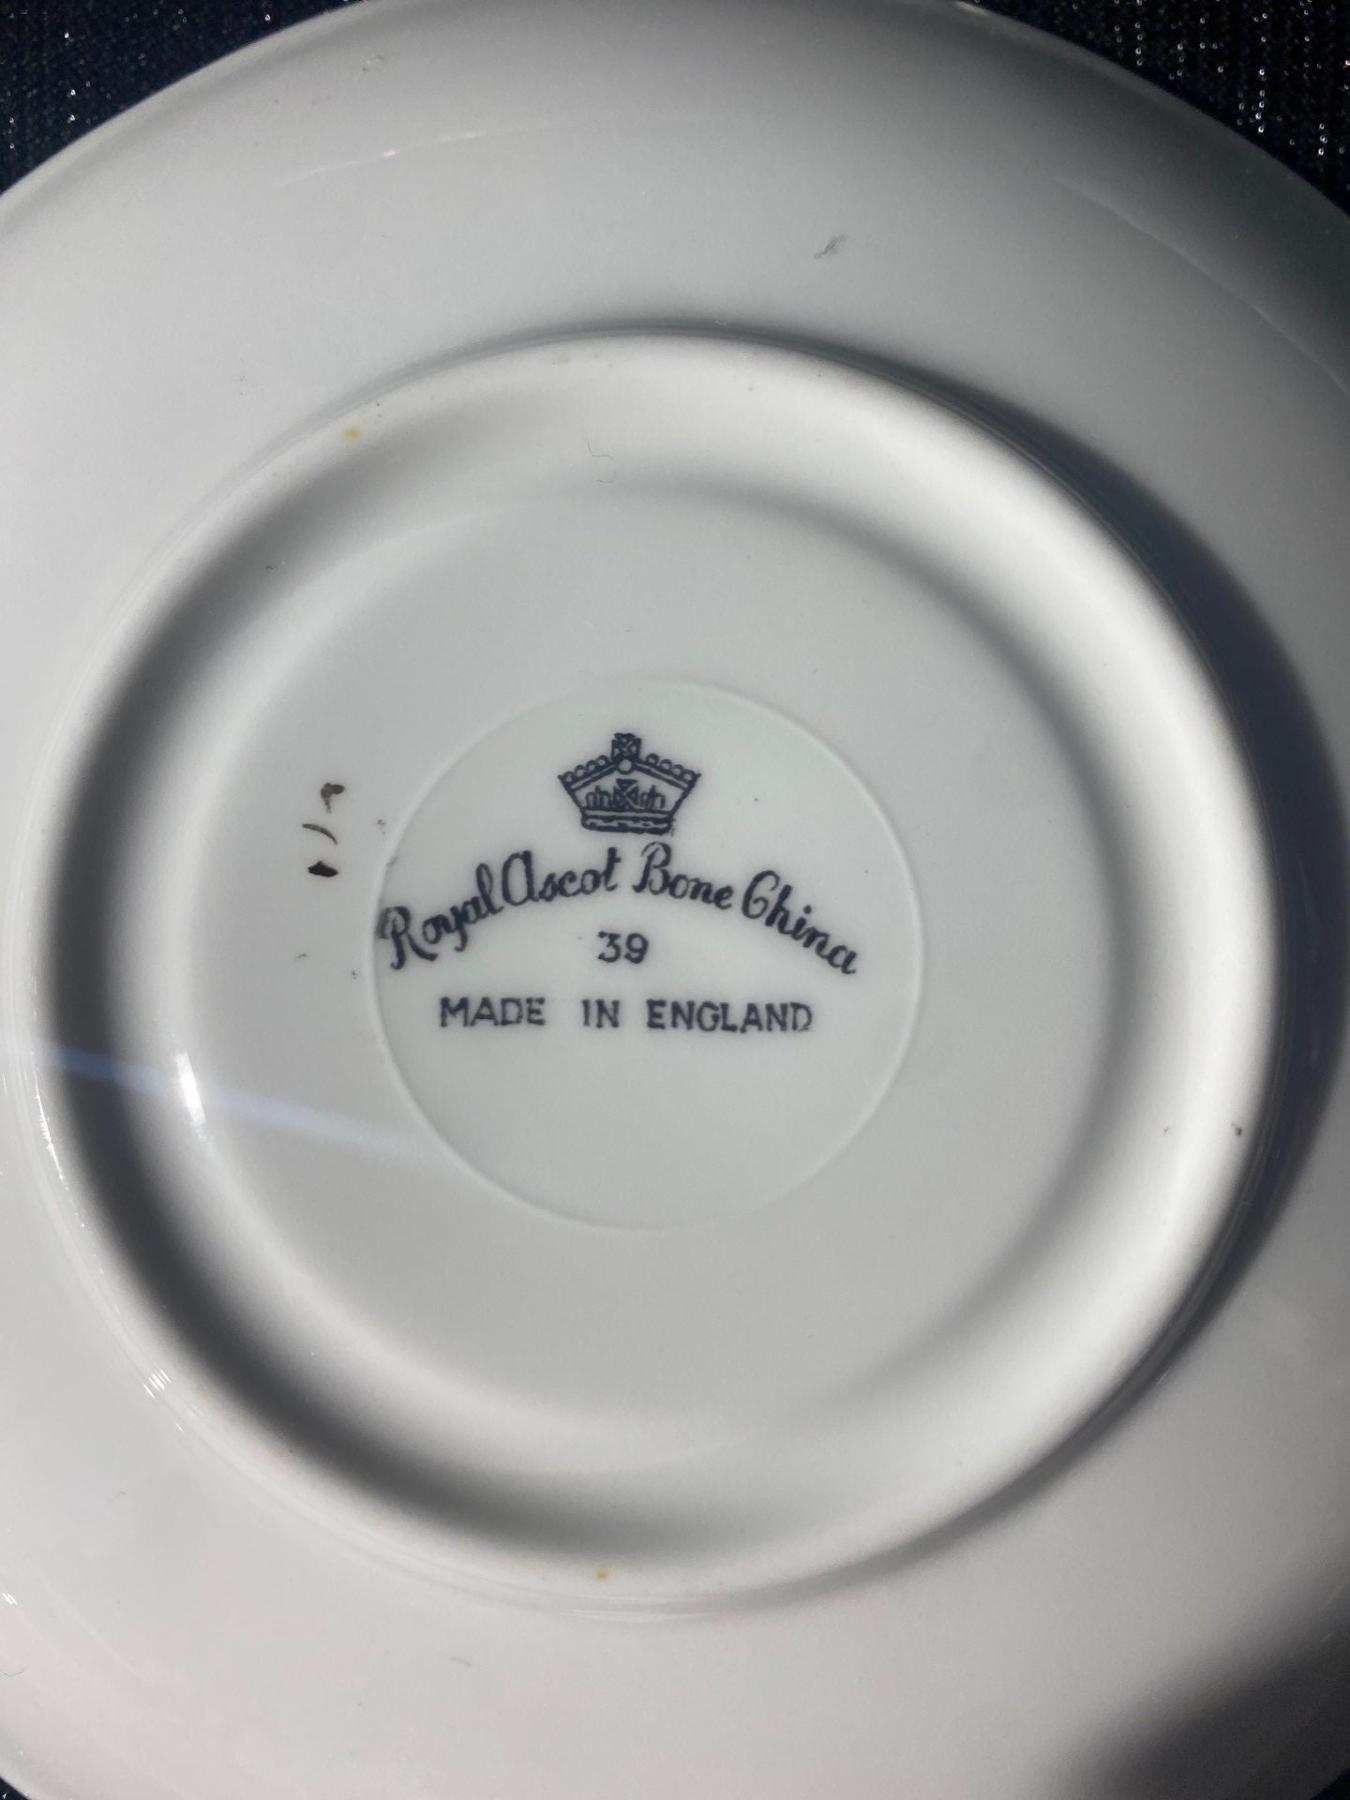 Royal Ascot Bone China
39
MADE IN ENGLAND